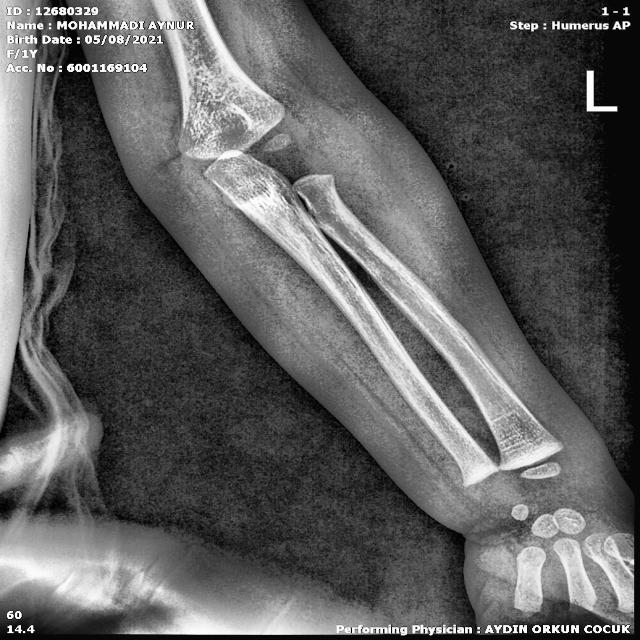 ID : 12680329
Name : MOHAMMADI AYNUR
Birth Date : 05/08/2021
F/1Y
Acc. No : 6001169104
1 - 1
Step : Humerus AP
L
60
14.4
Performing Physician : AYDIN ORKUN COCUK